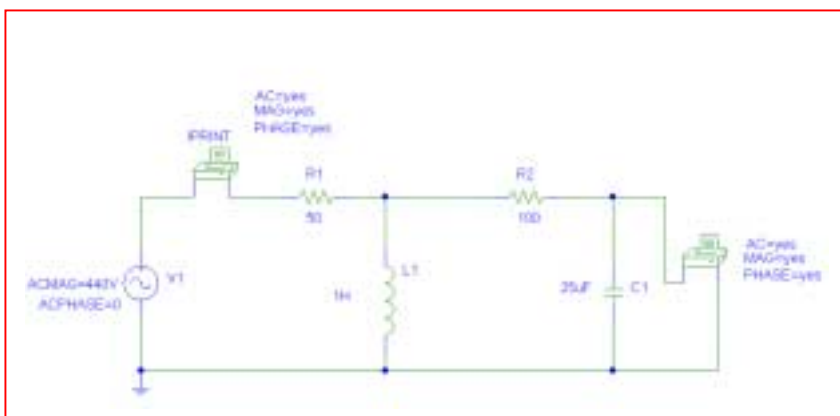 AC=yes
MAG=yes
PHASE=yes
IPRINT
R1
50
R2
100
ACMAG=440V
ACPHASE=0
V1
L1
1H
25uF
C1
AC=yes
MAG=yes
PHASE=yes